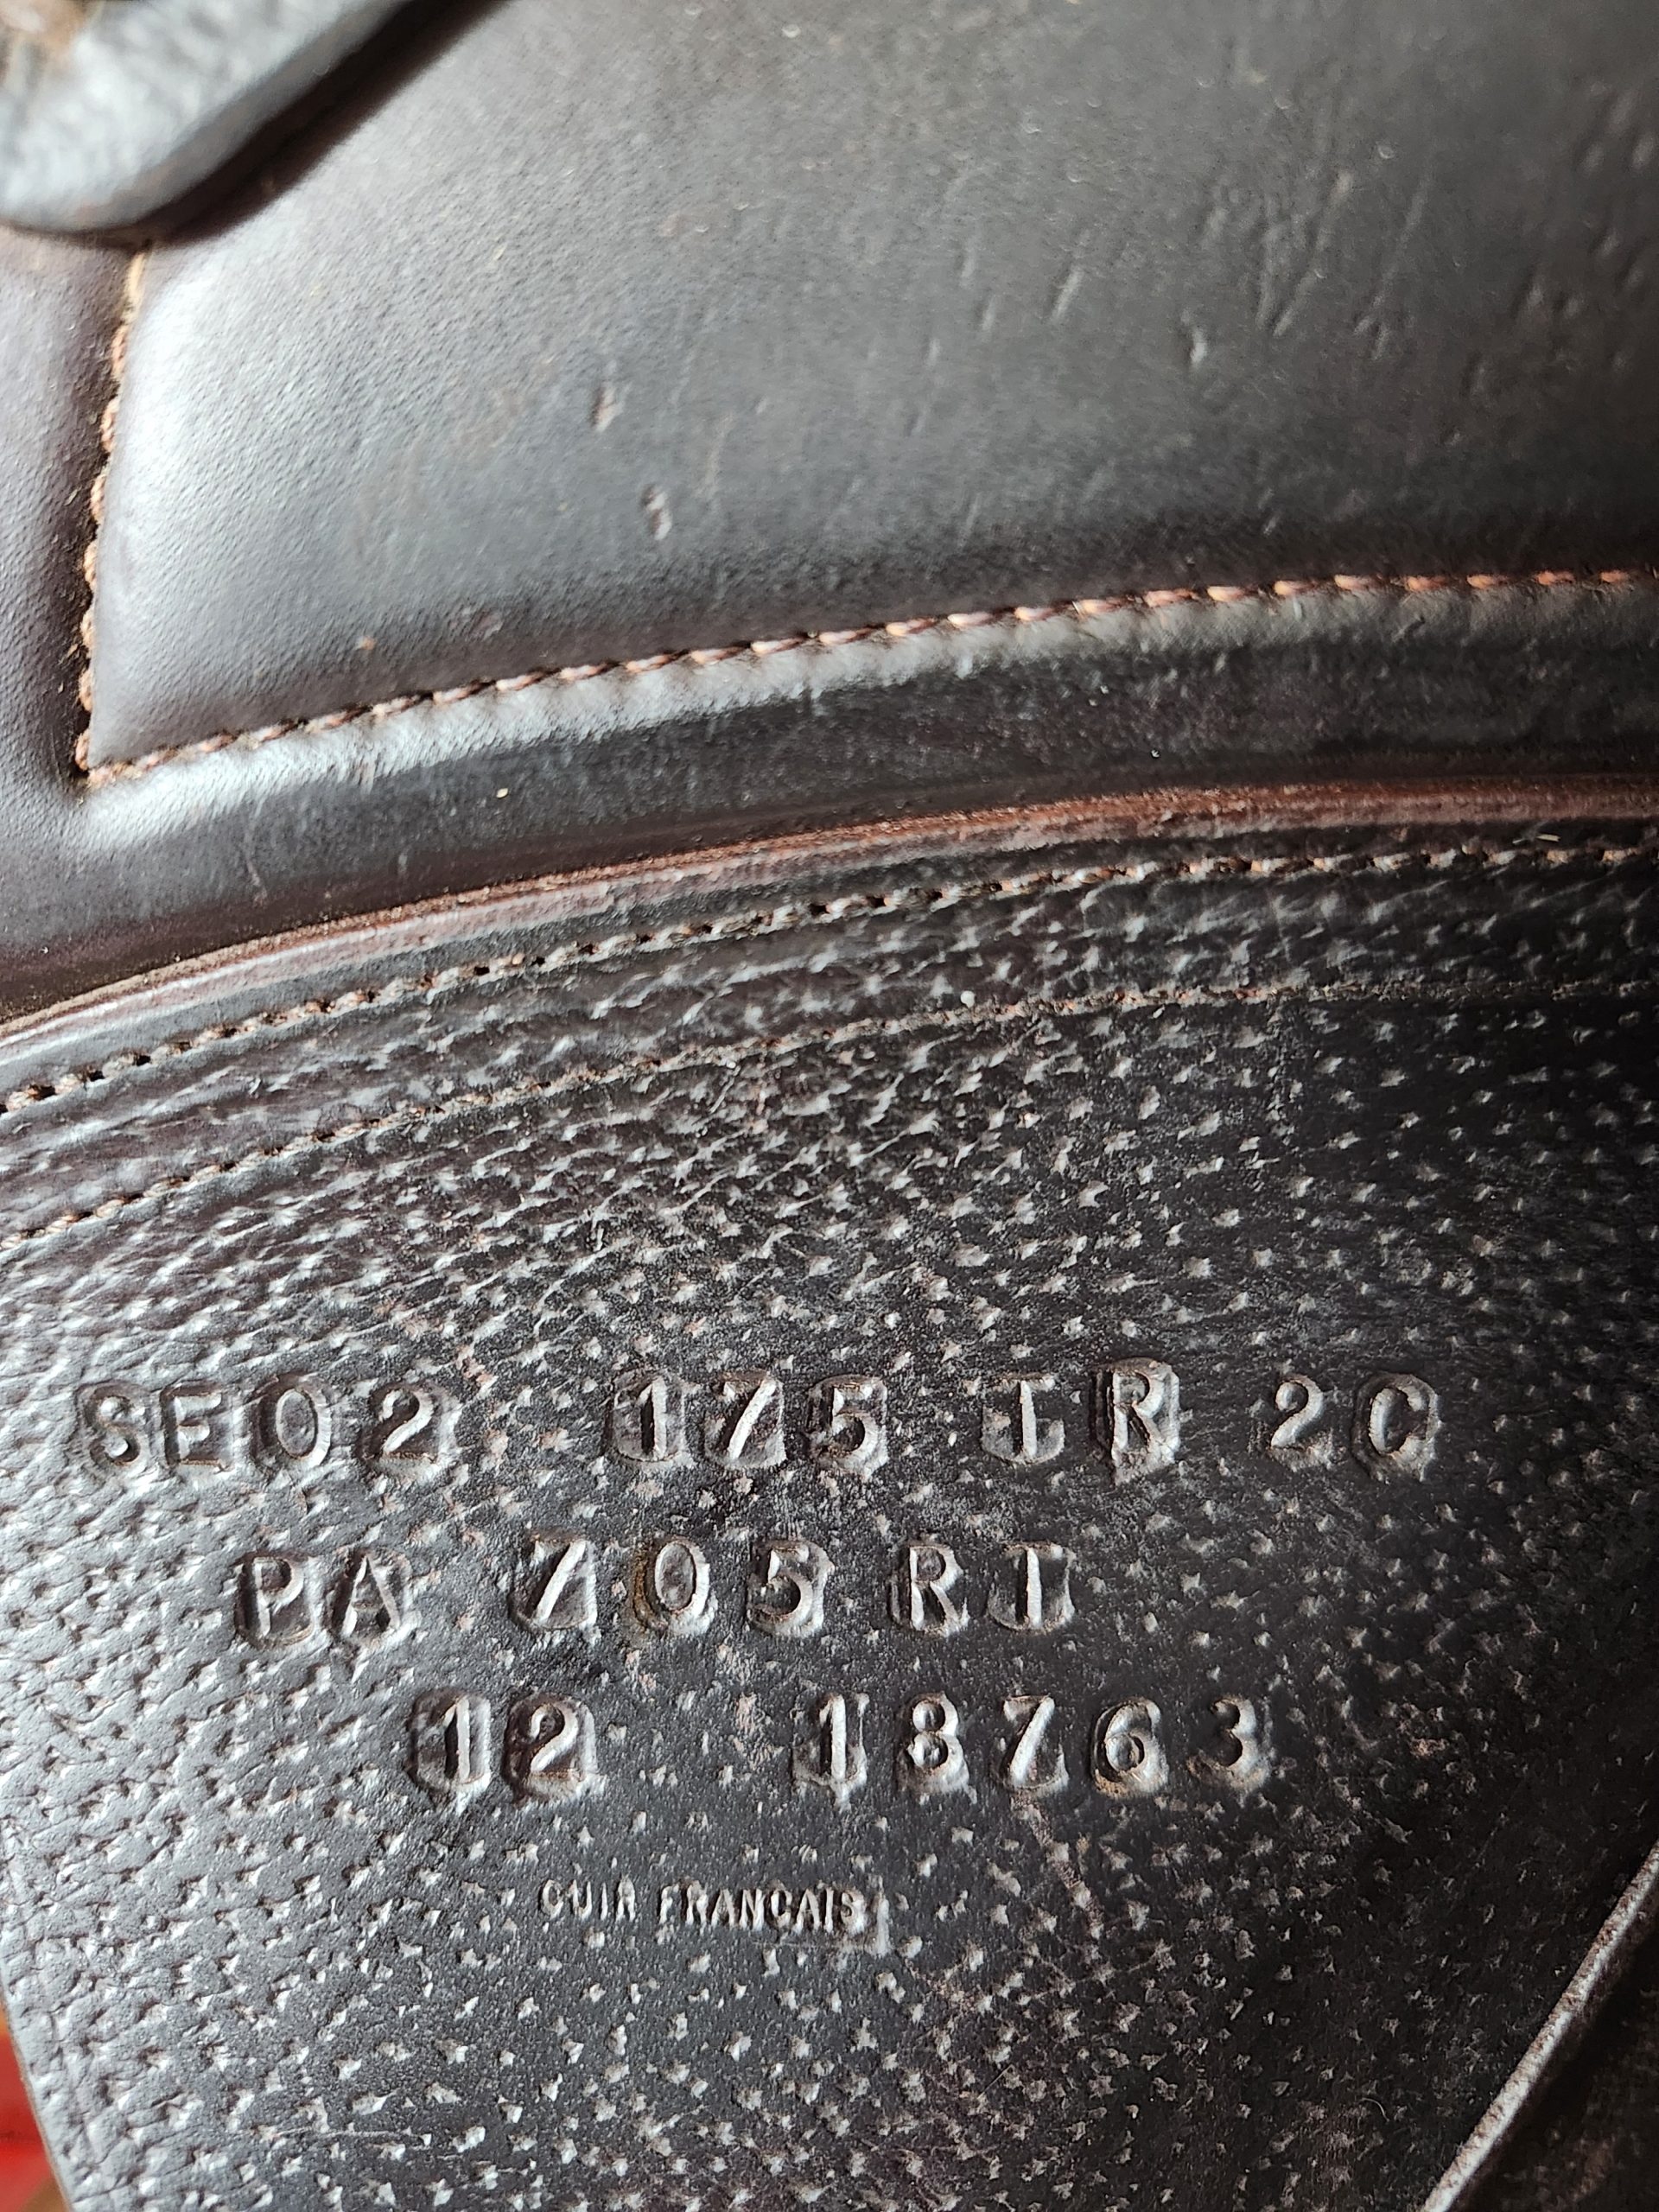 SE02 175 TR 2C
PA 705 RT
12 18763
CUIR FRANCAIS